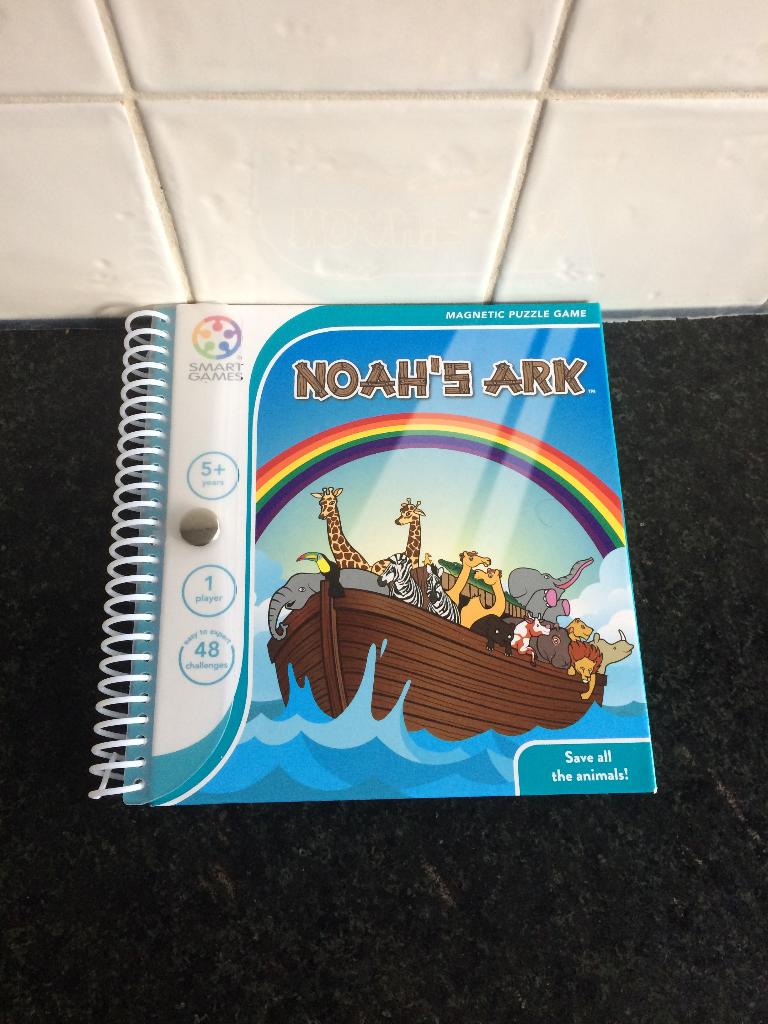 MAGNETIC PUZZLE GAME
SMART
GAMES
NOAH'S ARK™
5+
years
1
player
easy to expert
48
challenges
Save all
the animals!